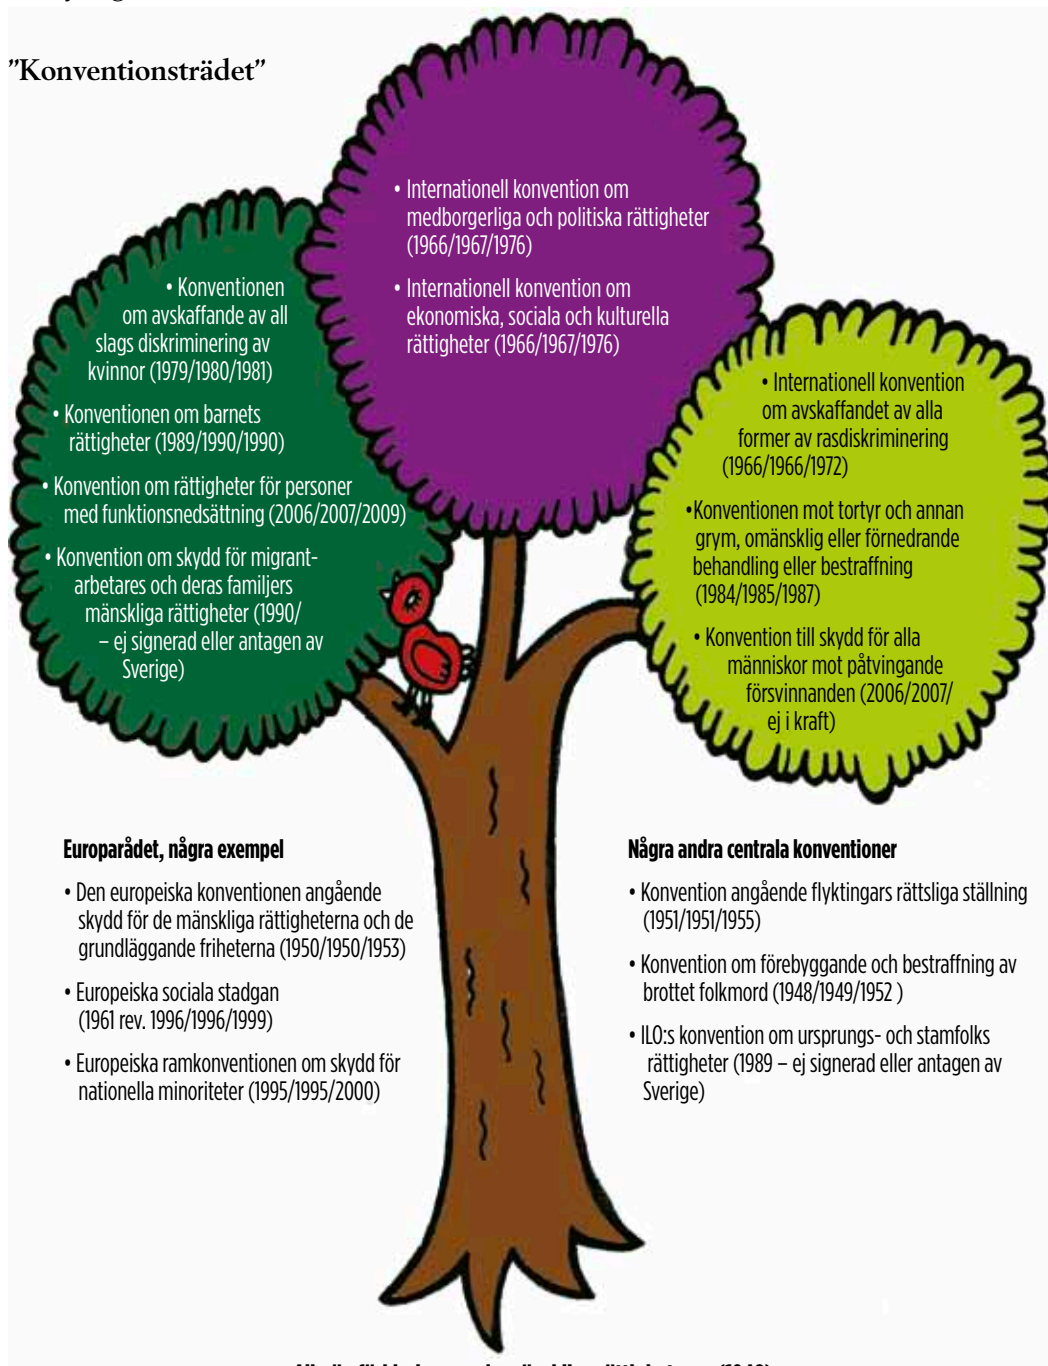 ”Konventionsträdet”
• Internationell konvention om
medborgerliga och politiska rättigheter
(1966/1967/1976)
• Internationell konvention om
ekonomiska, sociala och kulturella
rättigheter (1966/1967/1976)
• Konventionen
om avskaffande av all
slags diskriminering av
kvinnor (1979/1980/1981)
• Konventionen om barnets
rättigheter (1989/1990/1990)
• Konvention om rättigheter för personer
med funktionsnedsättning (2006/2007/2009)
• Konvention om skydd för migrant-
arbetares och deras familjers
mänskliga rättigheter (1990/
– ej signerad eller antagen av
Sverige)
• Internationell konvention
om avskaffandet av alla
former av rasdiskriminering
(1966/1966/1972)
•Konventionen mot tortyr och annan
grym, omänsklig eller förnedrande
behandling eller bestraffning
(1984/1985/1987)
• Konvention till skydd för alla
människor mot påtvingande
försvinnanden (2006/2007/
ej i kraft)
Europarådet, några exempel
• Den europeiska konventionen angående
skydd för de mänskliga rättigheterna och de
grundläggande friheterna (1950/1950/1953)
• Europeiska sociala stadgan
(1961 rev. 1996/1996/1999)
• Europeiska ramkonventionen om skydd för
nationella minoriteter (1995/1995/2000)
Några andra centrala konventioner
• Konvention angående flyktingars rättsliga ställning
(1951/1951/1955)
• Konvention om förebyggande och bestraffning av
brottet folkmord (1948/1949/1952 )
• ILO:s konvention om ursprungs- och stamfolks
rättigheter (1989 – ej signerad eller antagen av
Sverige)